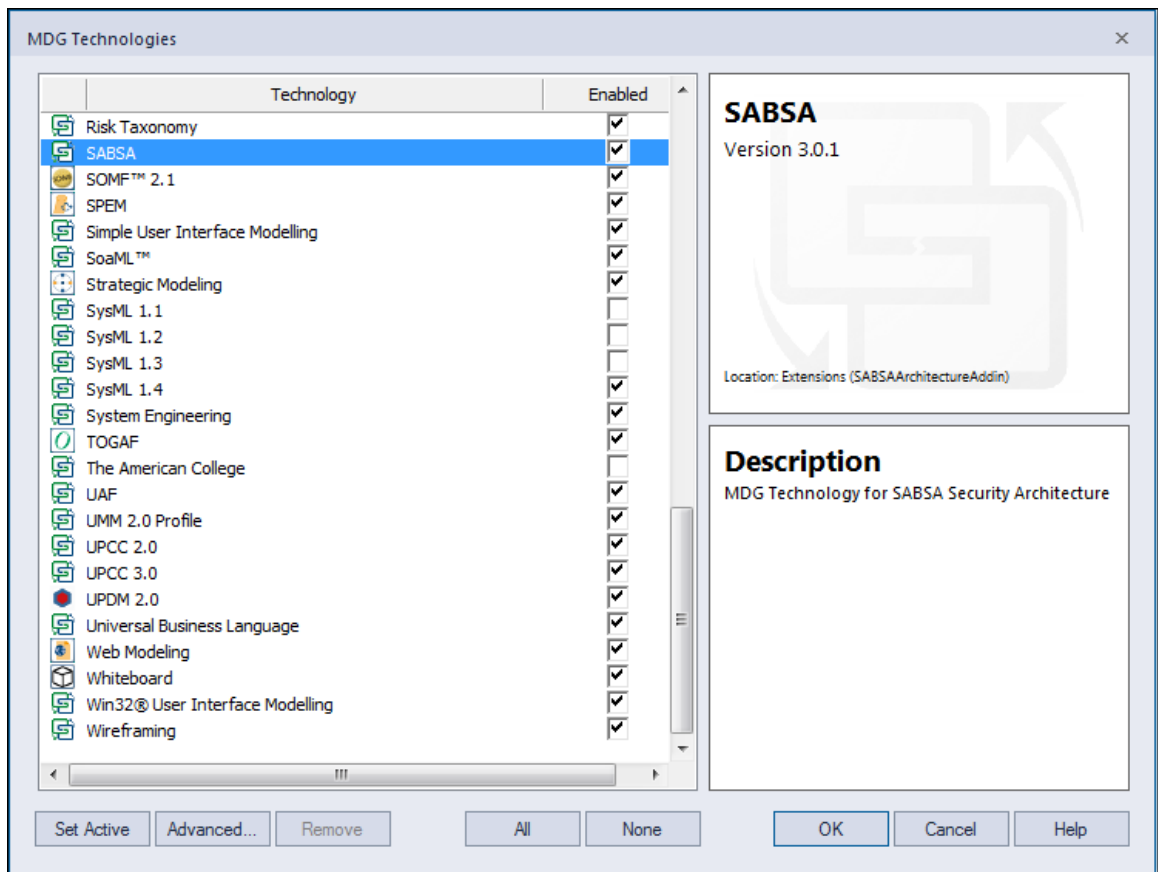 MDG Technologies
Technology Enabled
Risk Taxonomy
SABSA
SOMF™ 2.1
SPEM
Simple User Interface Modelling
SoaML™
Strategic Modeling
SysML 1.1
SysML 1.2
SysML 1.3
SysML 1.4
System Engineering
TOGAF
The American College
UAF
UMM 2.0 Profile
UPCC 2.0
UPCC 3.0
UPDM 2.0
Universal Business Language
Web Modeling
Whiteboard
Win32® User Interface Modelling
Wireframing
SABSA
Version 3.0.1
Location: Extensions (SABSAArchitectureAddin)
Description
MDG Technology for SABSA Security Architecture
Set Active Advanced... Remove All None OK Cancel Help